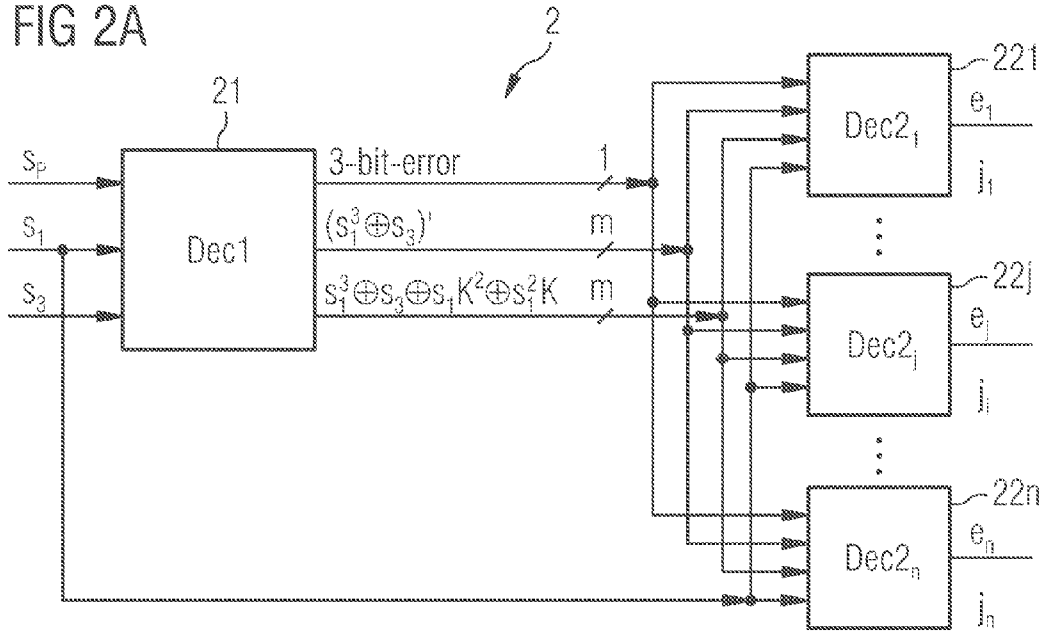 FIG 2A
2
21
221
s_P
s_1
s_3
Dec1
3-bit-error
1
(s_1^3⊕s_3)'
m
s_1^3⊕s_3⊕s_1K^2⊕s_1^2K
m
Dec2_1
e_1
j_1
22j
Dec2_j
e_j
j_i
22n
Dec2_n
e_n
j_n